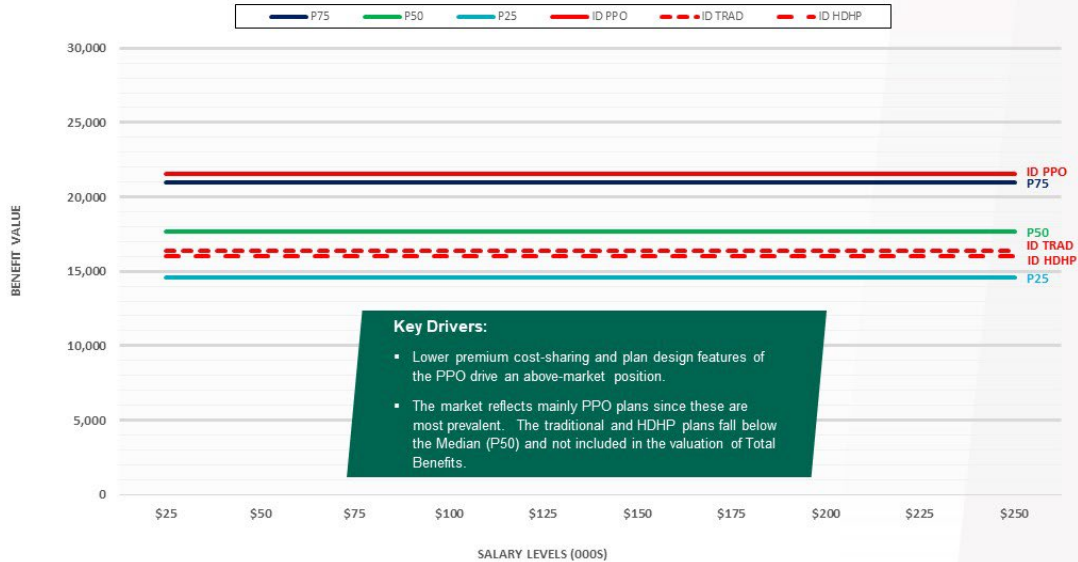 P75 P50 P25 ID PPO ID TRAD ID HDHP
30,000
25,000
20,000
15,000
10,000
5,000
0
BENEFIT VALUE
ID PPO
P75
P50
ID TRAD
ID HDHP
P25
Key Drivers:
▪ Lower premium cost-sharing and plan design features of
the PPO drive an above-market position.
▪ The market reflects mainly PPO plans since these are
most prevalent. The traditional and HDHP plans fall below
the Median (P50) and not included in the valuation of Total
Benefits.
$25 $50 $75 $100 $125 $150 $175 $200 $225 $250
SALARY LEVELS (000S)